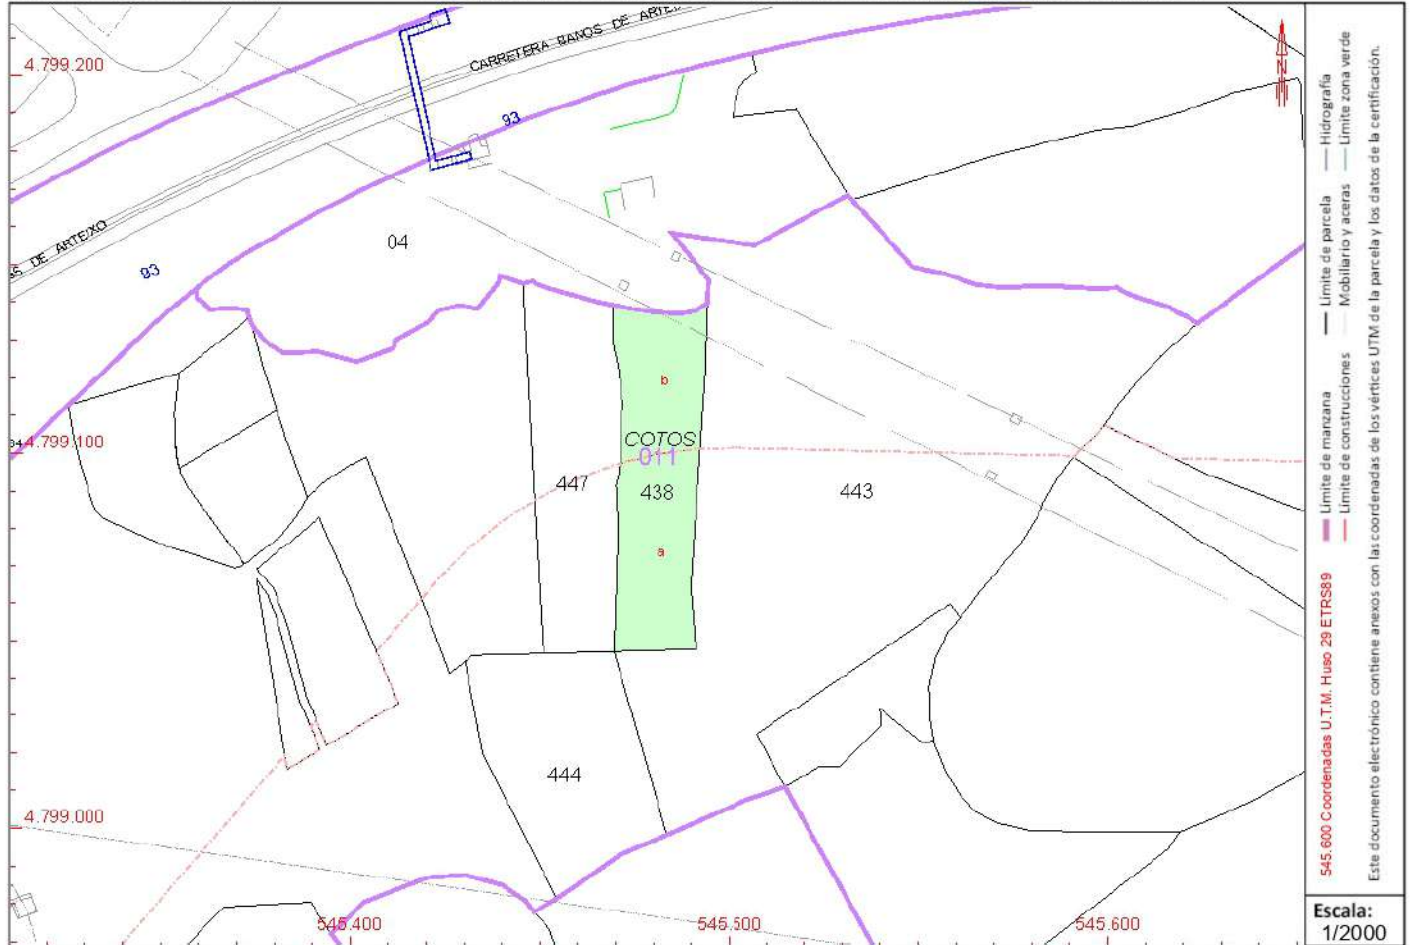 4.799.200
CARRETERA BANOS DE ARTEI
93
DE ARTEIXO
93
04
b
4.799.100
COTOS
011
447
438
443
a
444
4.799.000
545.400
545.500
545.600
N
Hidrografía
Límite zona verde
Límite de parcela
Mobiliario y aceras
Límite de manzana
Límite de construcciones
545.600 Coordenadas U.T.M. Huso 29 ETRS89
Este documento electrónico contiene anexos con las coordenadas de los vértices UTM de la parcela y los datos de la certificación.
Escala:
1/2000